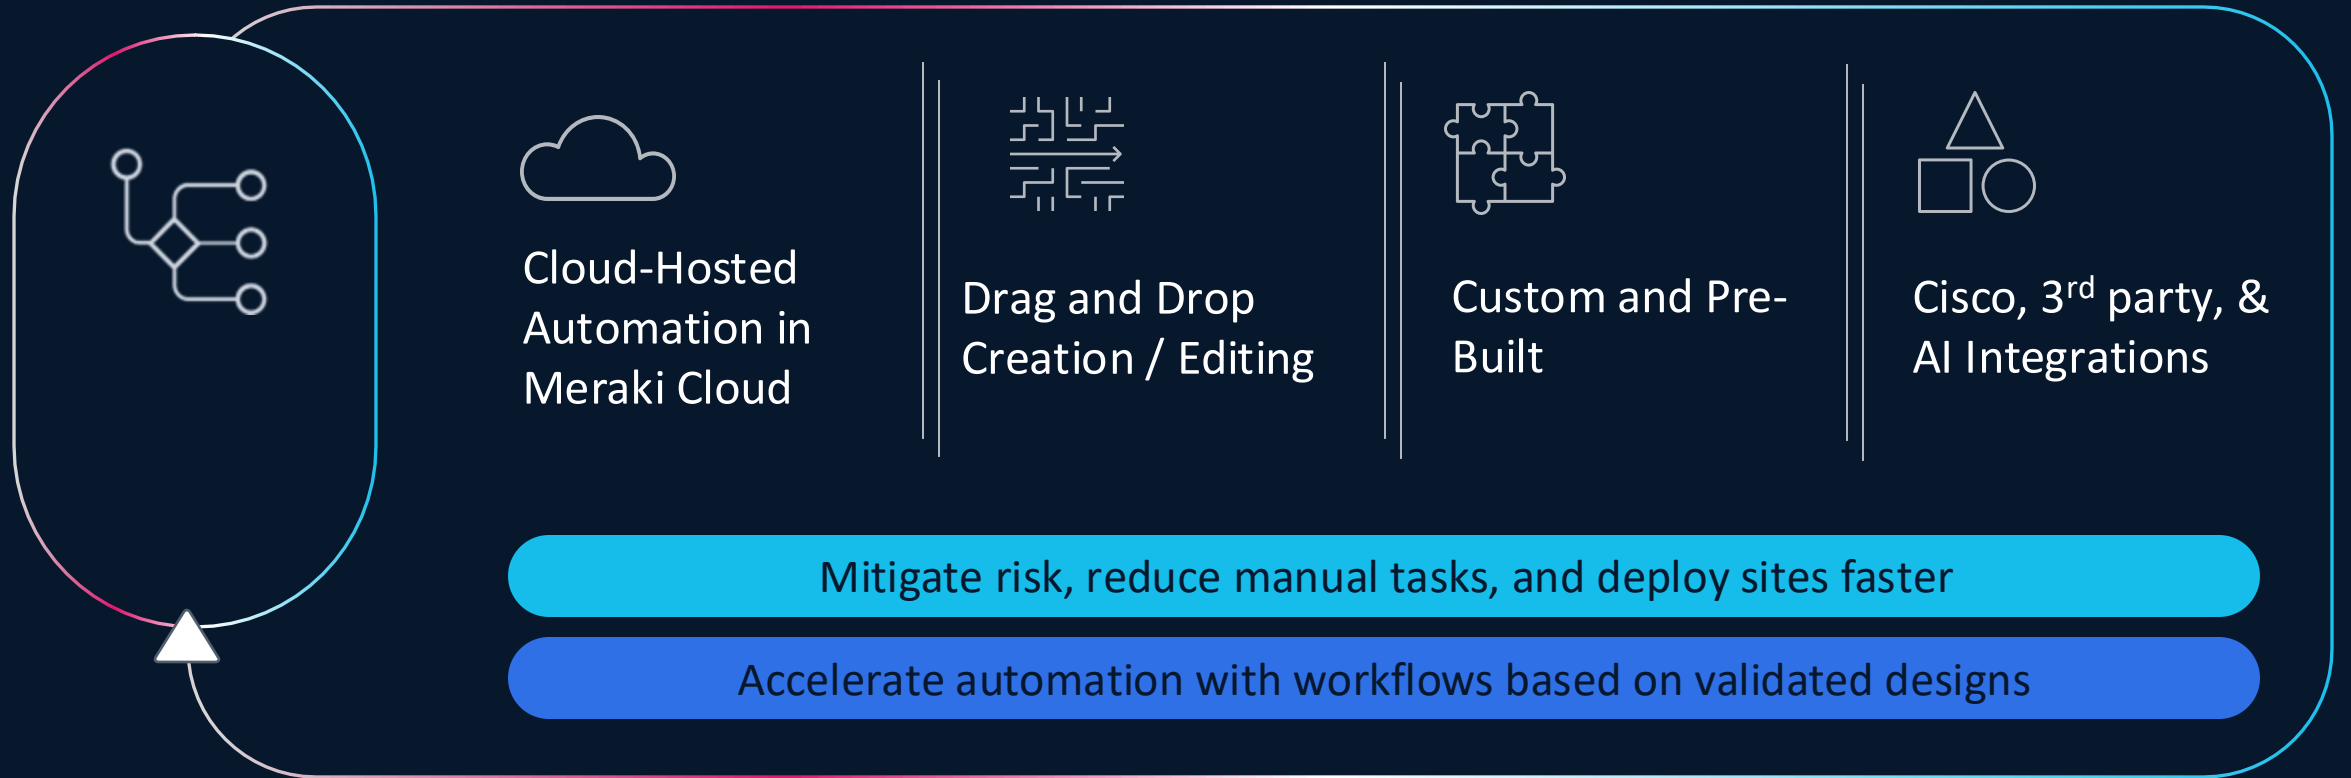 Cloud-Hosted
Automation in
Meraki Cloud
Drag and Drop
Creation / Editing
Custom and Pre-
Built
Cisco, 3rd party, &
AI Integrations
Mitigate risk, reduce manual tasks, and deploy sites faster
Accelerate automation with workflows based on validated designs